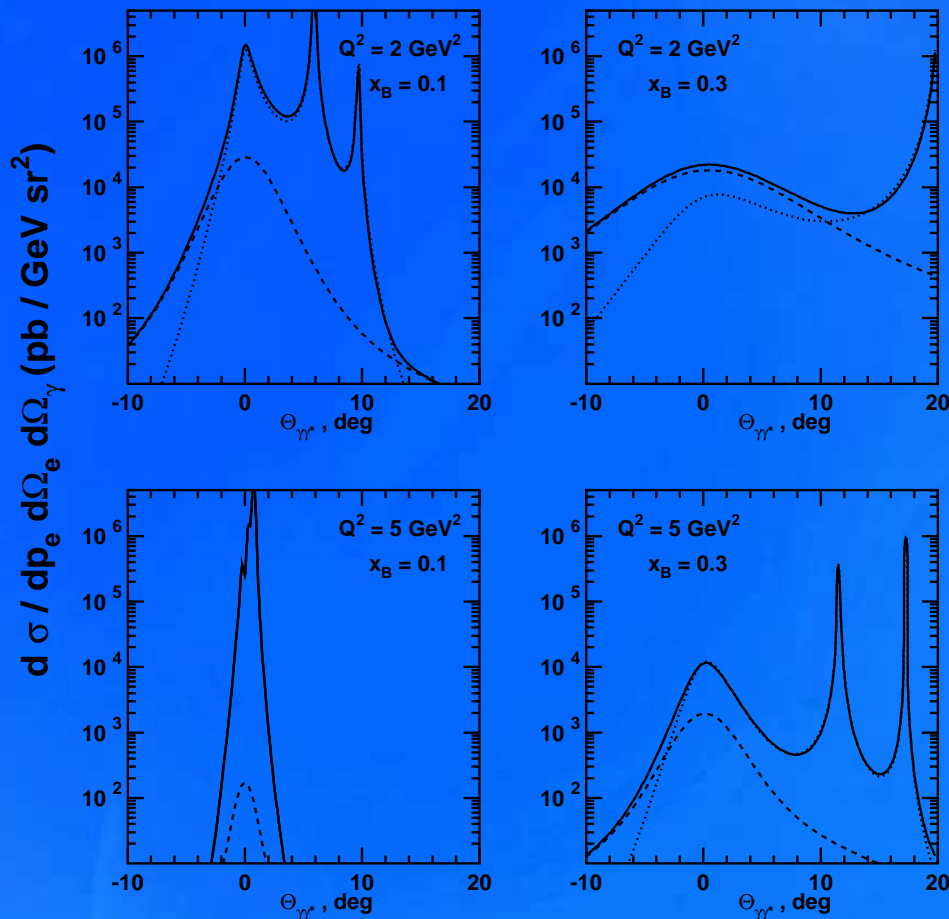 d σ / dp_e dΩ_e dΩ_γ (pb / GeV sr²)
Q² = 2 GeV²
x_B = 0.1
10⁶
10⁵
10⁴
10³
10²
-10 0 10 20
Θ_γγ* , deg
Q² = 2 GeV²
x_B = 0.3
10⁶
10⁵
10⁴
10³
10²
-10 0 10 20
Θ_γγ* , deg
Q² = 5 GeV²
x_B = 0.1
10⁶
10⁵
10⁴
10³
10²
-10 0 10 20
Θ_γγ* , deg
Q² = 5 GeV²
x_B = 0.3
10⁶
10⁵
10⁴
10³
10²
-10 0 10 20
Θ_γγ* , deg